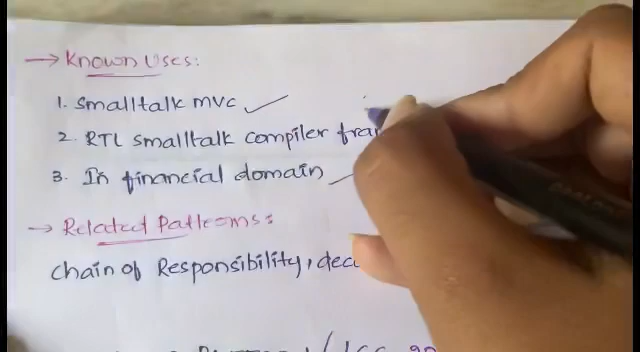 → Known Uses:
1. Smalltalk MVC ✓
2. RTL Smalltalk Compiler fra
3. In financial domain
→ Related Patterns:
Chain of Responsibility, dec